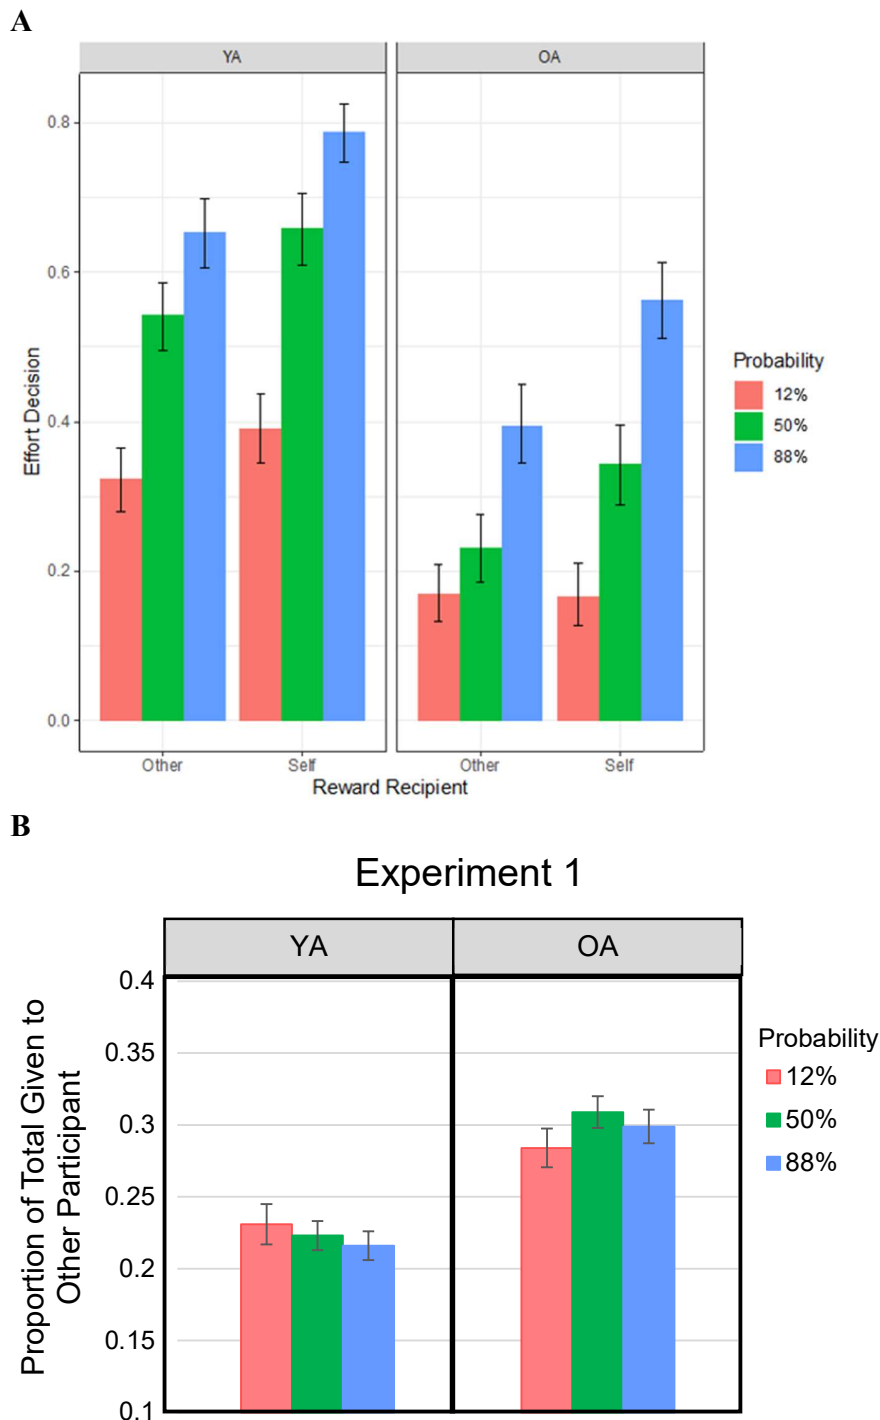 A
YA OA
0.8
0.6
0.4
0.2
0.0
Effort Decision
Other Self Other Self
Reward Recipient
Probability
12%
50%
88%
B
Experiment 1
YA OA
0.4
0.35
0.3
0.25
0.2
0.15
0.1
Proportion of Total Given to
Other Participant
Probability
12%
50%
88%